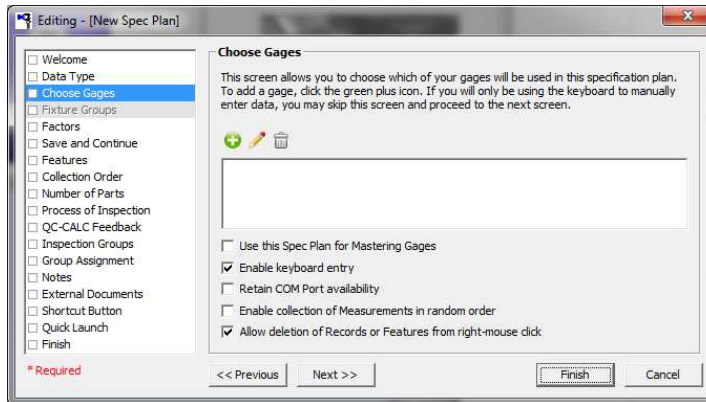 Editing - [New Spec Plan]
Welcome
Data Type
Choose Gages
Fixture Groups
Factors
Save and Continue
Features
Collection Order
Number of Parts
Process of Inspection
QC-CALC Feedback
Inspection Groups
Group Assignment
Notes
External Documents
Shortcut Button
Quick Launch
Finish
* Required
Choose Gages
This screen allows you to choose which of your gages will be used in this specification plan.
To add a gage, click the green plus icon. If you will only be using the keyboard to manually
enter data, you may skip this screen and proceed to the next screen.
Use this Spec Plan for Mastering Gages
Enable keyboard entry
Retain COM Port availability
Enable collection of Measurements in random order
Allow deletion of Records or Features from right-mouse click
<< Previous
Next >>
Finish
Cancel